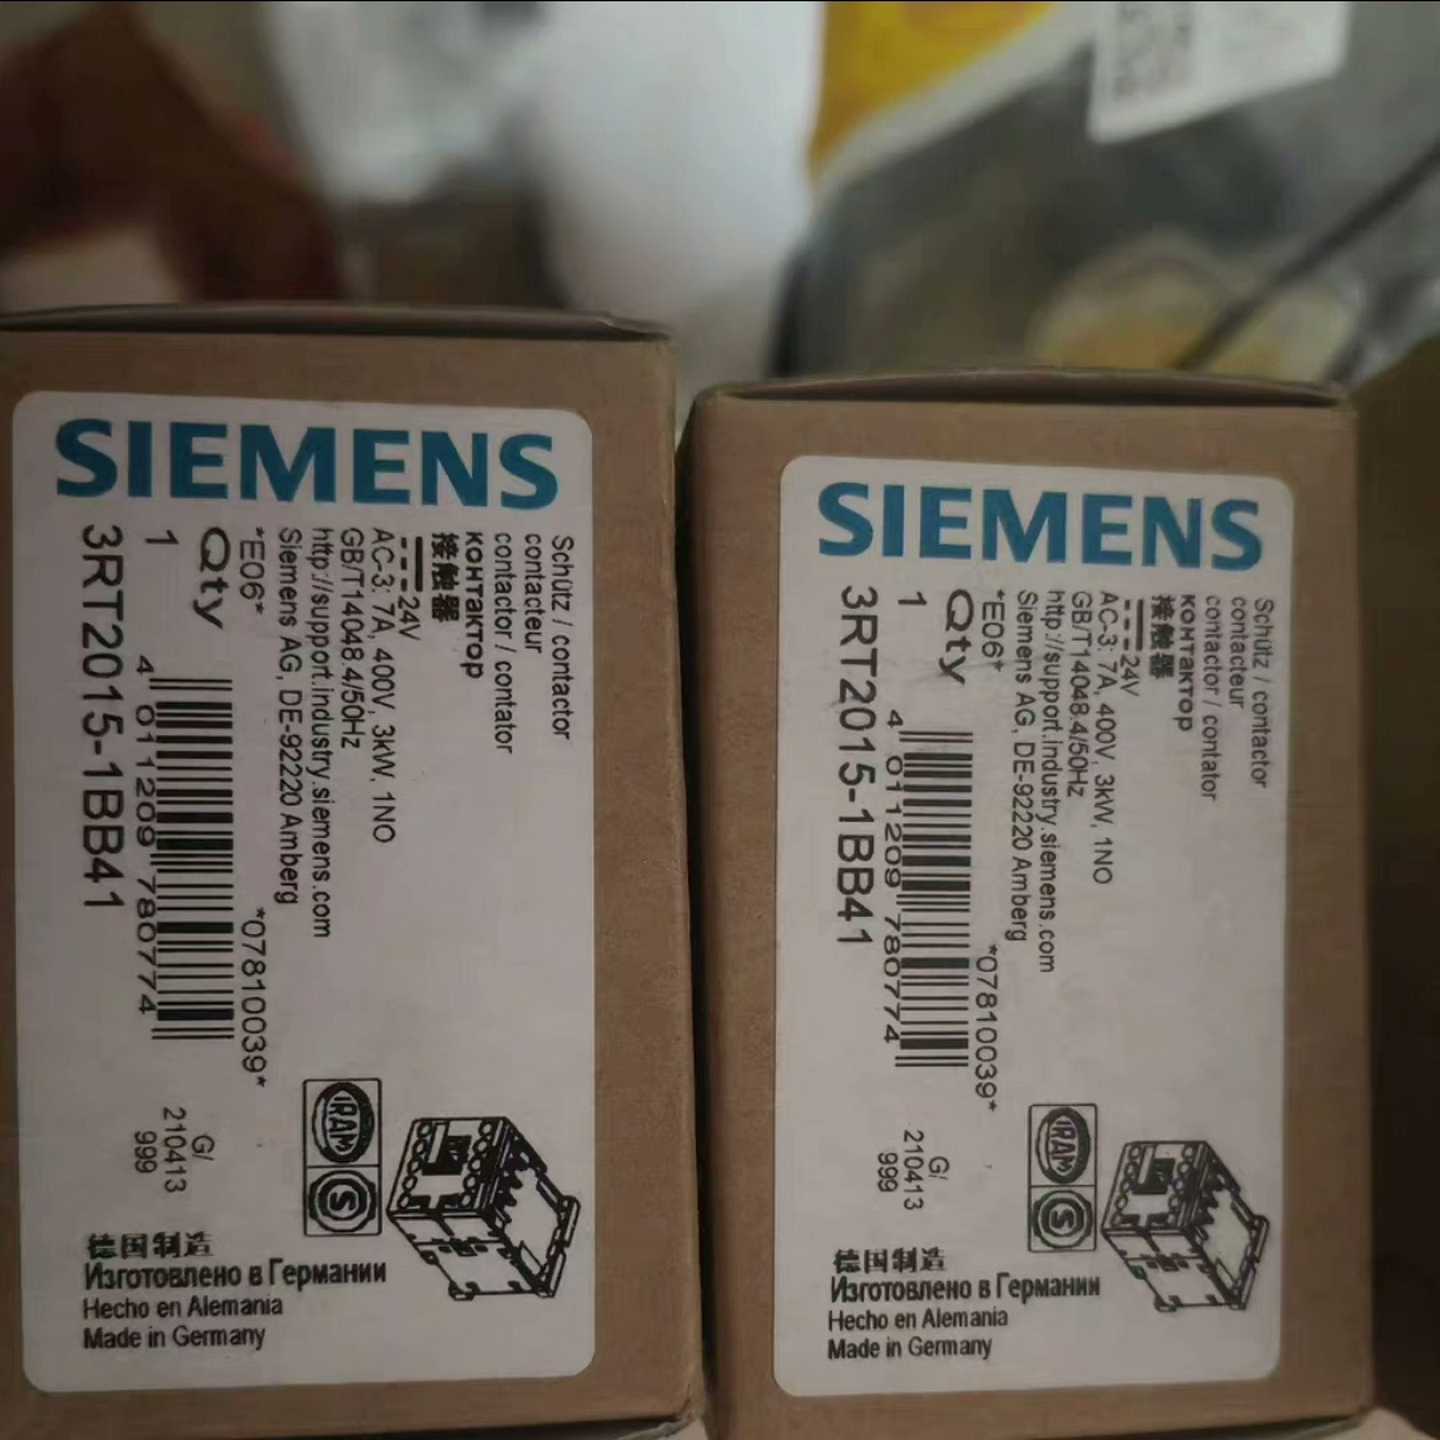 SIEMENS
Schütz / contactor
contacteur
contactor / contator
контактор
接触器
24V
AC-3: 7A, 400V, 3kW, 1NO
GB/T14048.4/50Hz
http://support.industry.siemens.com
Siemens AG, DE-92220 Amberg
*E06*
*07810039*
Qty
1
4 011209 780774
3RT2015-1BB41
G/
210413
999
IRAM
S
德国制造
Изготовлено в Германии
Hecho en Alemania
Made in Germany
SIEMENS
Schütz / contactor
contacteur
contactor / contator
контактор
接触器
24V
AC-3: 7A, 400V, 3kW, 1NO
GB/T14048.4/50Hz
http://support.industry.siemens.com
Siemens AG, DE-92220 Amberg
*E06*
*07810039*
Qty
1
4 011209 780774
3RT2015-1BB41
G/
210413
999
IRAM
S
德国制造
Изготовлено в Германии
Hecho en Alemania
Made in Germany